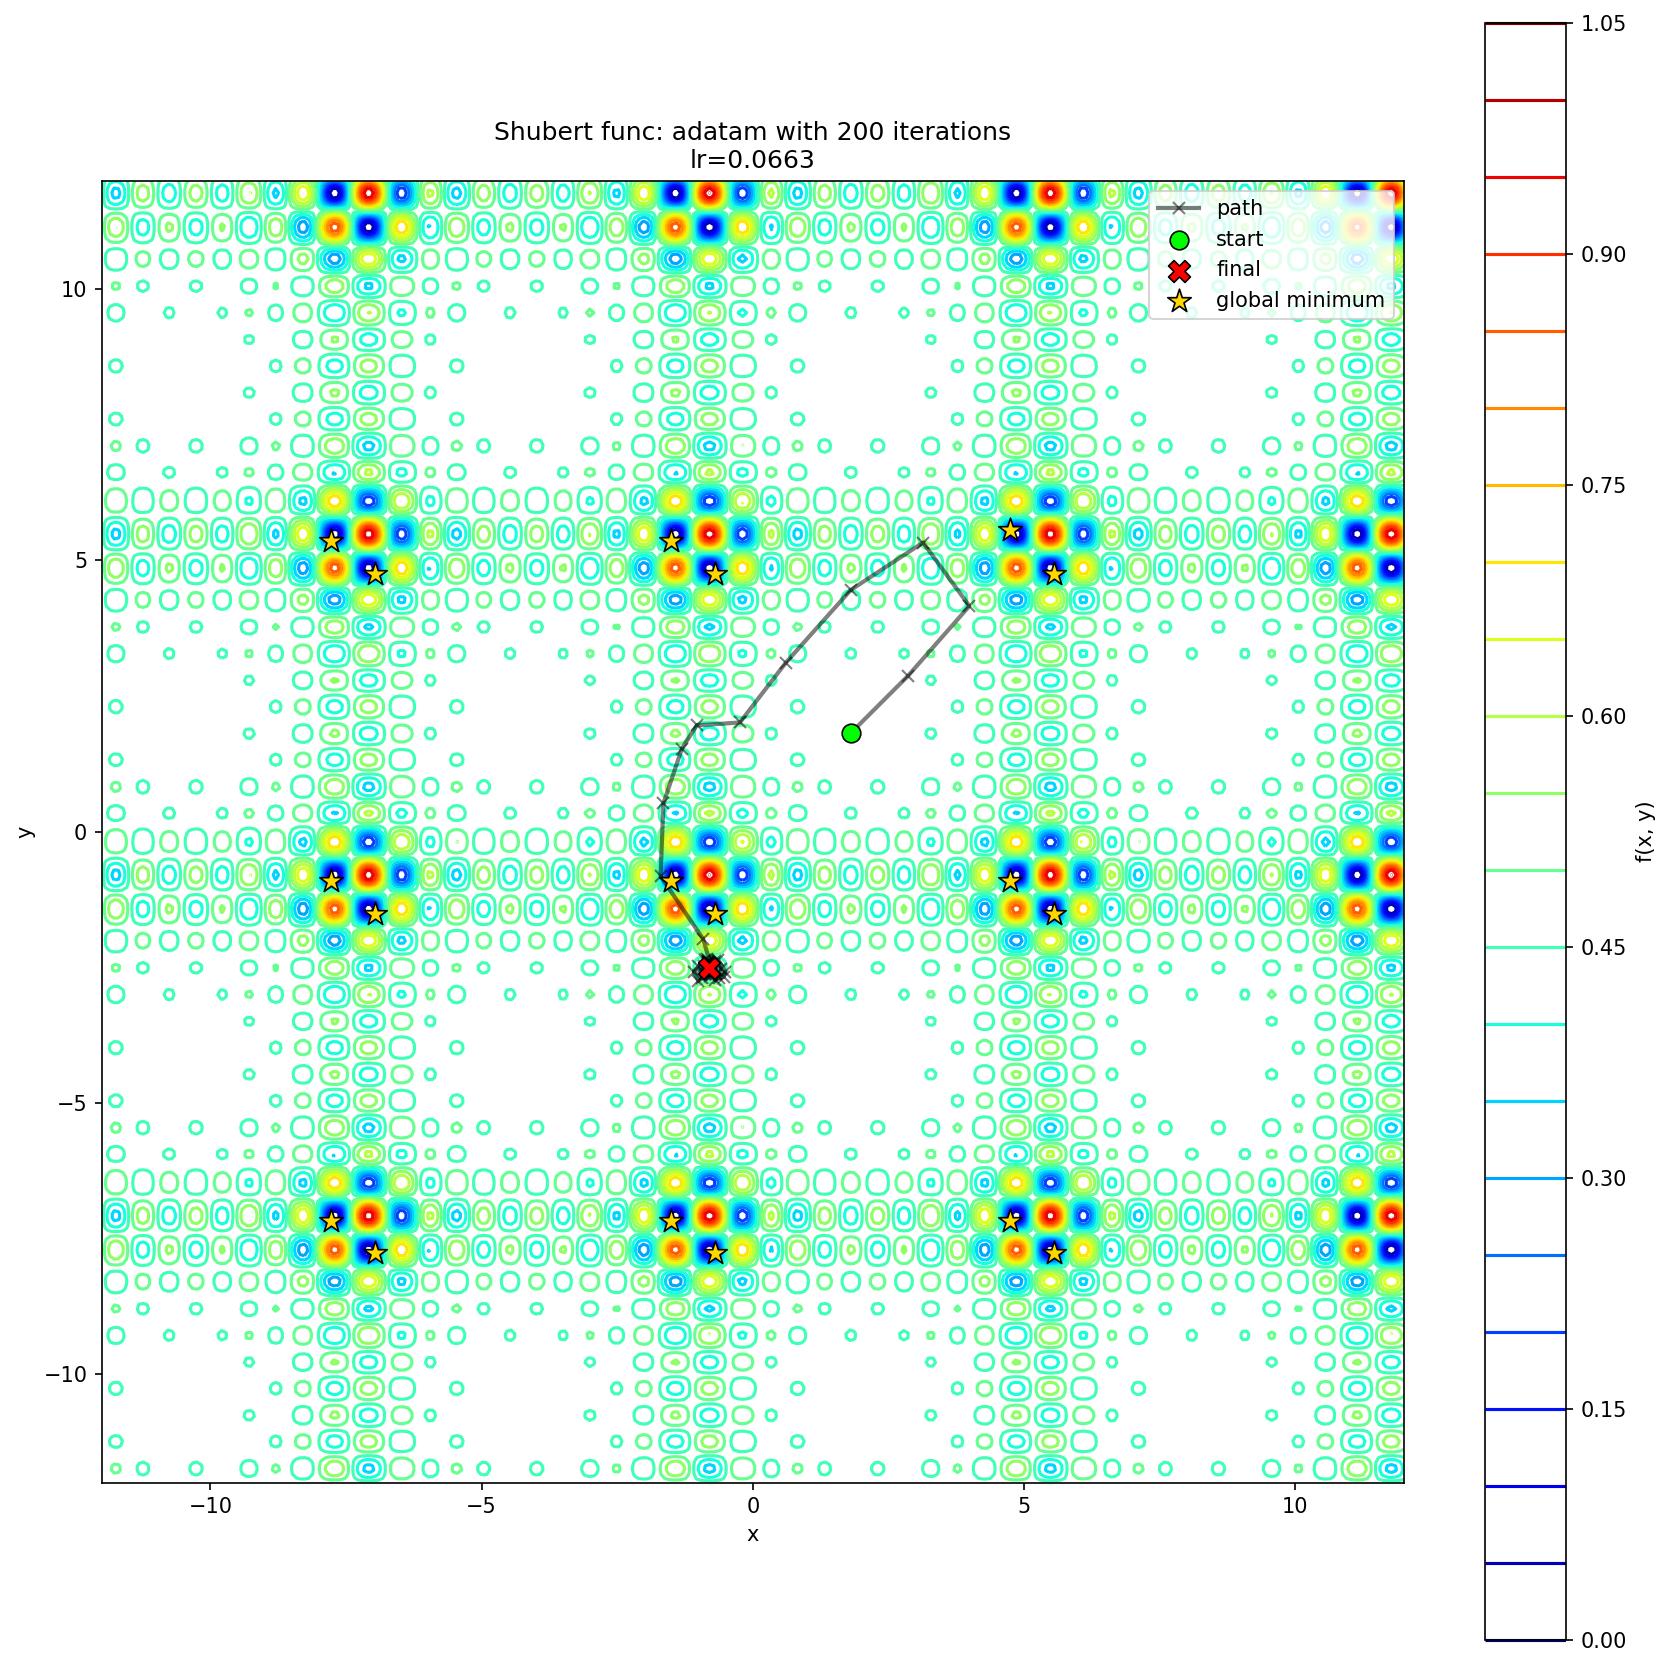 Shubert func: adatam with 200 iterations
lr=0.0663
path
start
final
global minimum
10
5
0
−5
−10
y
−10
−5
0
5
10
x
1.05
0.90
0.75
0.60
0.45
0.30
0.15
0.00
f(x, y)